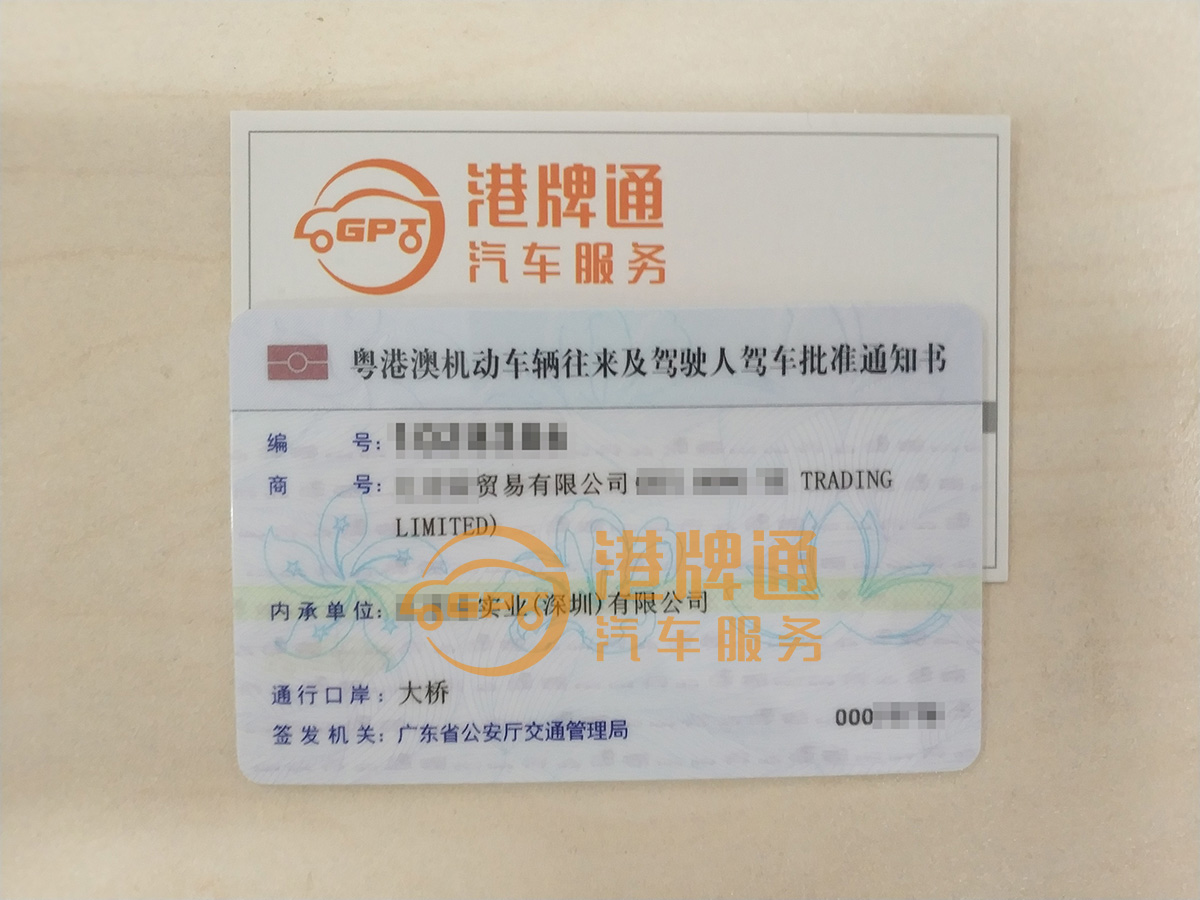 GPT
港牌通
汽车服务
粤港澳机动车辆往来及驾驶人驾车批准通知书
编号:
商号: 贸易有限公司 TRADING
LIMITED)
内承单位: 实业(深圳)有限公司
通行口岸: 大桥
签发机关: 广东省公安厅交通管理局
000
GPT
港牌通
汽车服务